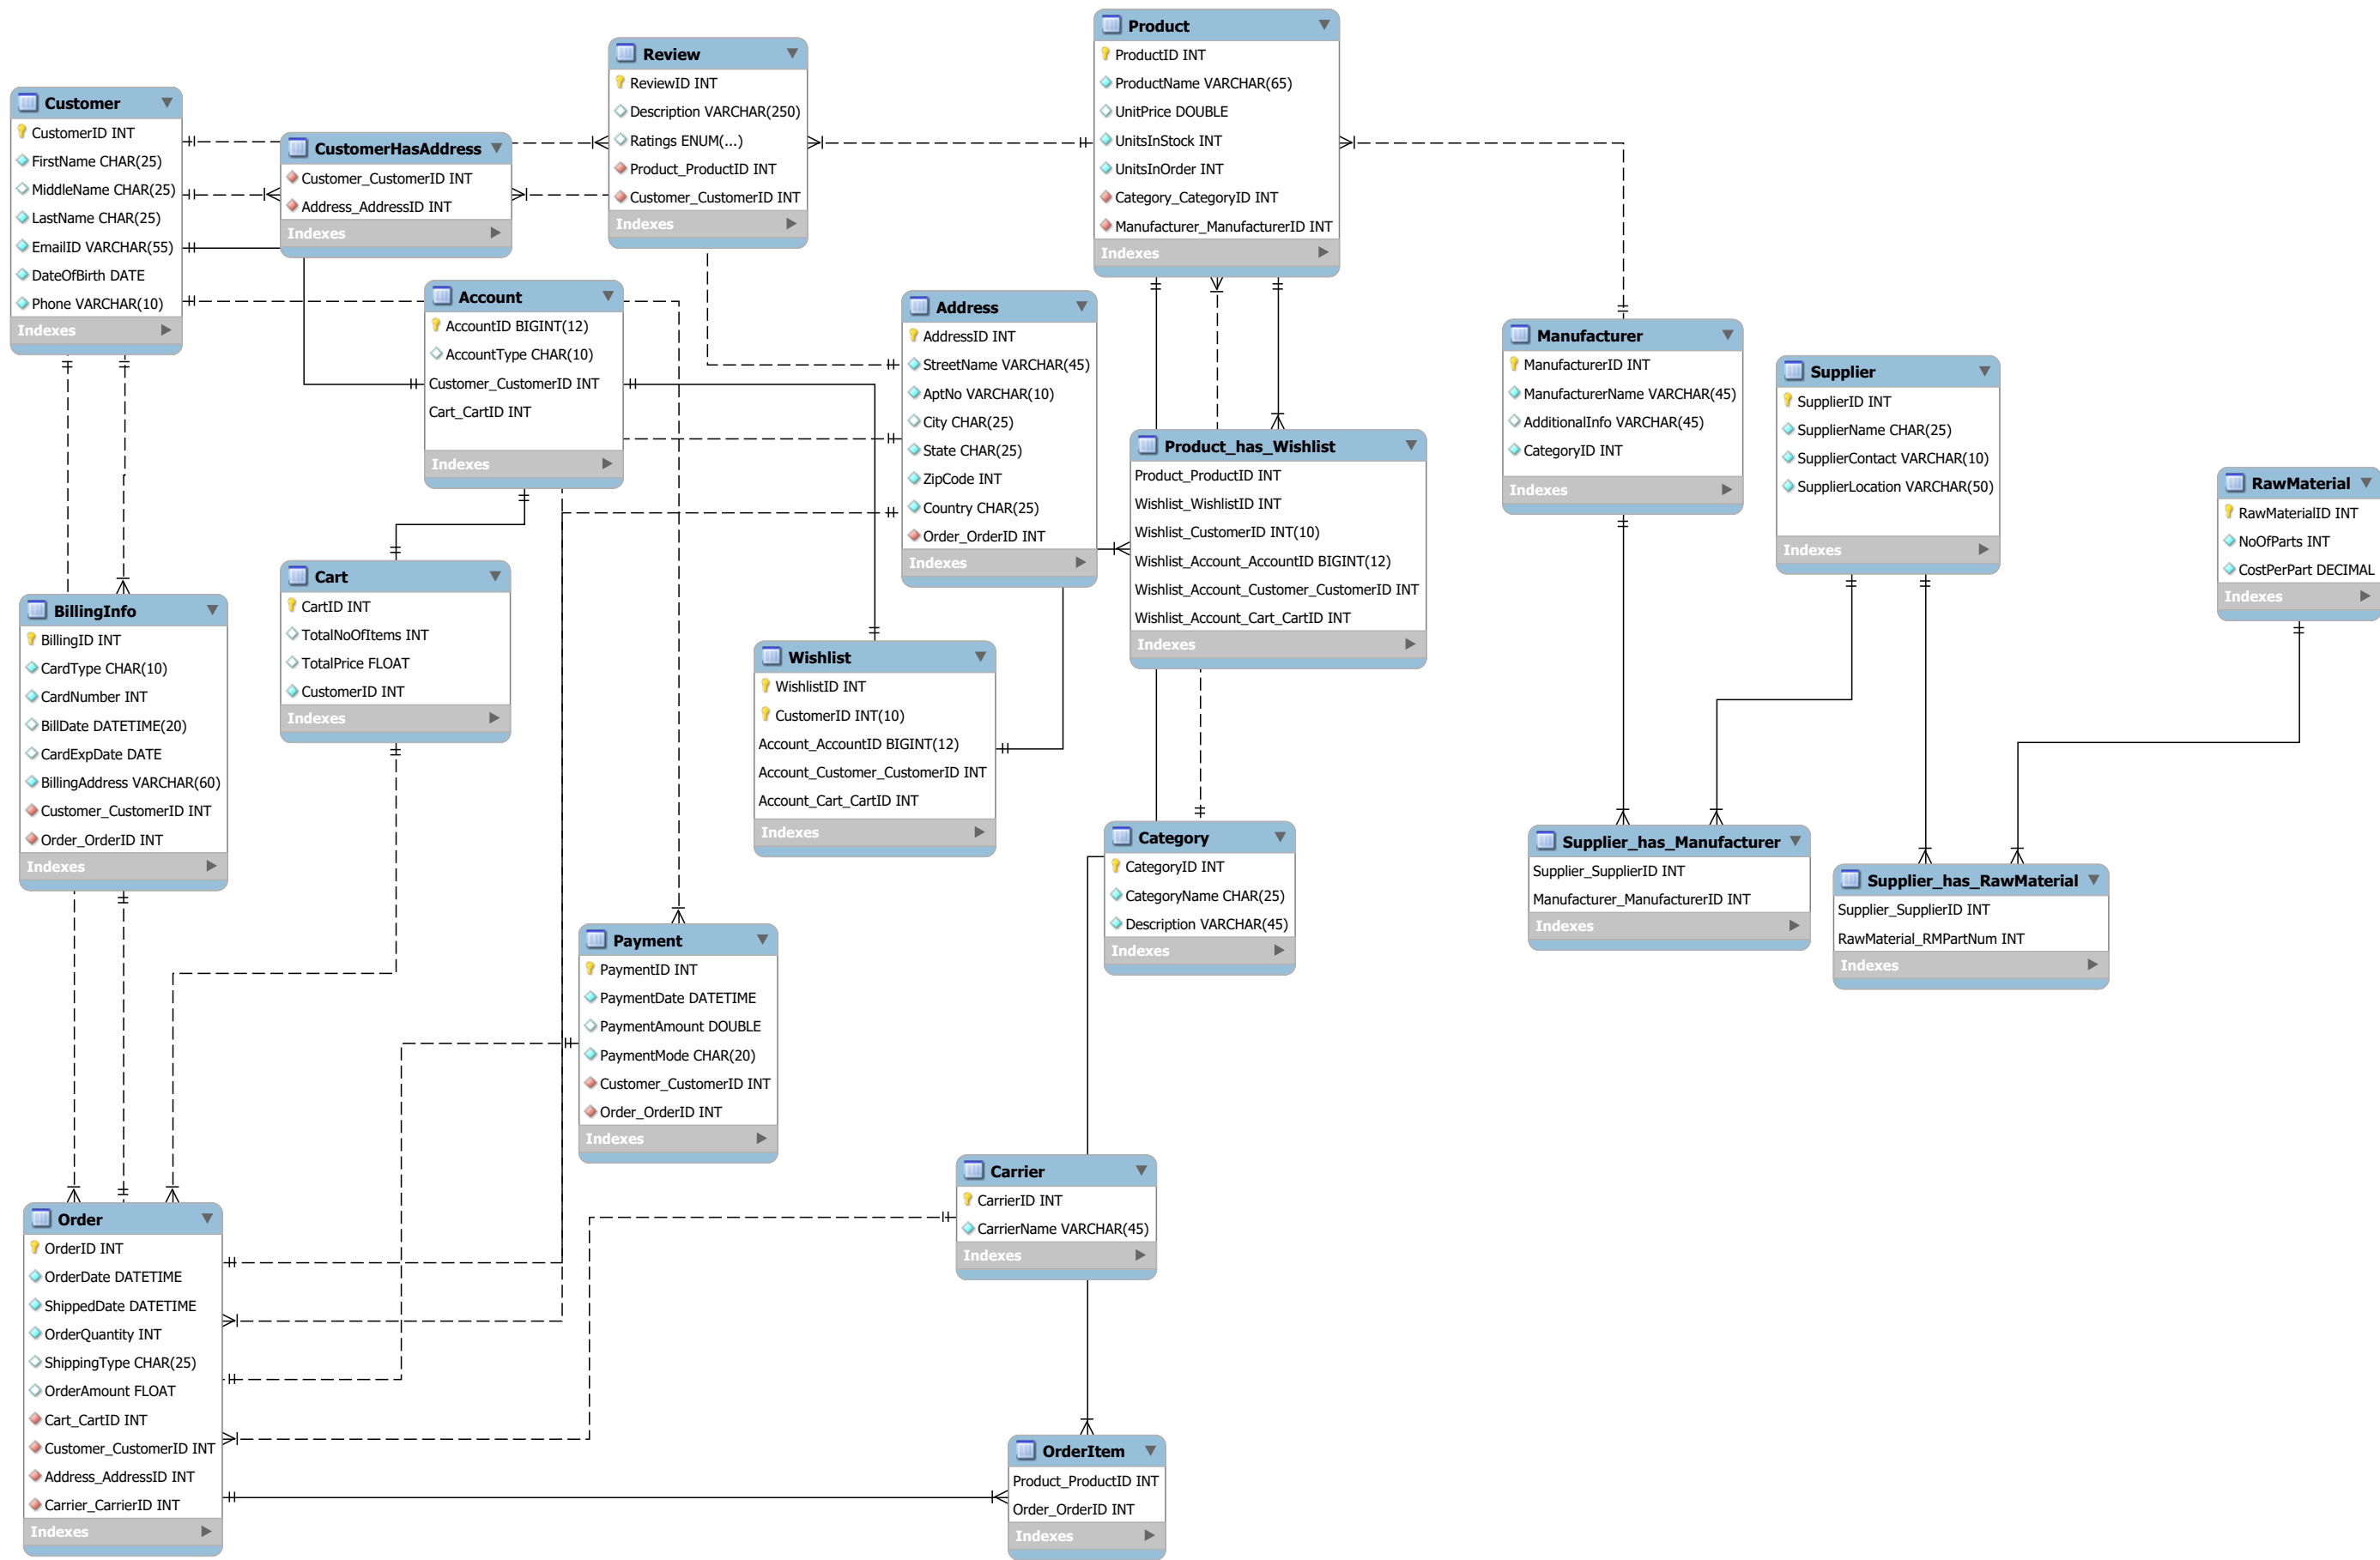 Customer
CustomerID INT
FirstName CHAR(25)
MiddleName CHAR(25)
LastName CHAR(25)
EmailID VARCHAR(55)
DateOfBirth DATE
Phone VARCHAR(10)
Indexes
CustomerHasAddress
Customer_CustomerID INT
Address_AddressID INT
Indexes
Review
ReviewID INT
Description VARCHAR(250)
Ratings ENUM(...)
Product_ProductID INT
Customer_CustomerID INT
Indexes
Product
ProductID INT
ProductName VARCHAR(65)
UnitPrice DOUBLE
UnitsInStock INT
UnitsInOrder INT
Category_CategoryID INT
Manufacturer_ManufacturerID INT
Indexes
Account
AccountID BIGINT(12)
AccountType CHAR(10)
Customer_CustomerID INT
Cart_CartID INT
Indexes
Address
AddressID INT
StreetName VARCHAR(45)
AptNo VARCHAR(10)
City CHAR(25)
State CHAR(25)
ZipCode INT
Country CHAR(25)
Order_OrderID INT
Indexes
Product_has_Wishlist
Product_ProductID INT
Wishlist_WishlistID INT
Wishlist_CustomerID INT(10)
Wishlist_Account_AccountID BIGINT(12)
Wishlist_Account_Customer_CustomerID INT
Wishlist_Account_Cart_CartID INT
Indexes
Manufacturer
ManufacturerID INT
ManufacturerName VARCHAR(45)
AdditionalInfo VARCHAR(45)
CategoryID INT
Indexes
Supplier
SupplierID INT
SupplierName CHAR(25)
SupplierContact VARCHAR(10)
SupplierLocation VARCHAR(50)
Indexes
RawMaterial
RawMaterialID INT
NoOfParts INT
CostPerPart DECIMAL
Indexes
BillingInfo
BillingID INT
CardType CHAR(10)
CardNumber INT
BillDate DATETIME(20)
CardExpDate DATE
BillingAddress VARCHAR(60)
Customer_CustomerID INT
Order_OrderID INT
Indexes
Cart
CartID INT
TotalNoOfItems INT
TotalPrice FLOAT
CustomerID INT
Indexes
Wishlist
WishlistID INT
CustomerID INT(10)
Account_AccountID BIGINT(12)
Account_Customer_CustomerID INT
Account_Cart_CartID INT
Indexes
Category
CategoryID INT
CategoryName CHAR(25)
Description VARCHAR(45)
Indexes
Supplier_has_Manufacturer
Supplier_SupplierID INT
Manufacturer_ManufacturerID INT
Indexes
Supplier_has_RawMaterial
Supplier_SupplierID INT
RawMaterial_RMPartNum INT
Indexes
Payment
PaymentID INT
PaymentDate DATETIME
PaymentAmount DOUBLE
PaymentMode CHAR(20)
Customer_CustomerID INT
Order_OrderID INT
Indexes
Carrier
CarrierID INT
CarrierName VARCHAR(45)
Indexes
Order
OrderID INT
OrderDate DATETIME
ShippedDate DATETIME
OrderQuantity INT
ShippingType CHAR(25)
OrderAmount FLOAT
Cart_CartID INT
Customer_CustomerID INT
Address_AddressID INT
Carrier_CarrierID INT
Indexes
OrderItem
Product_ProductID INT
Order_OrderID INT
Indexes